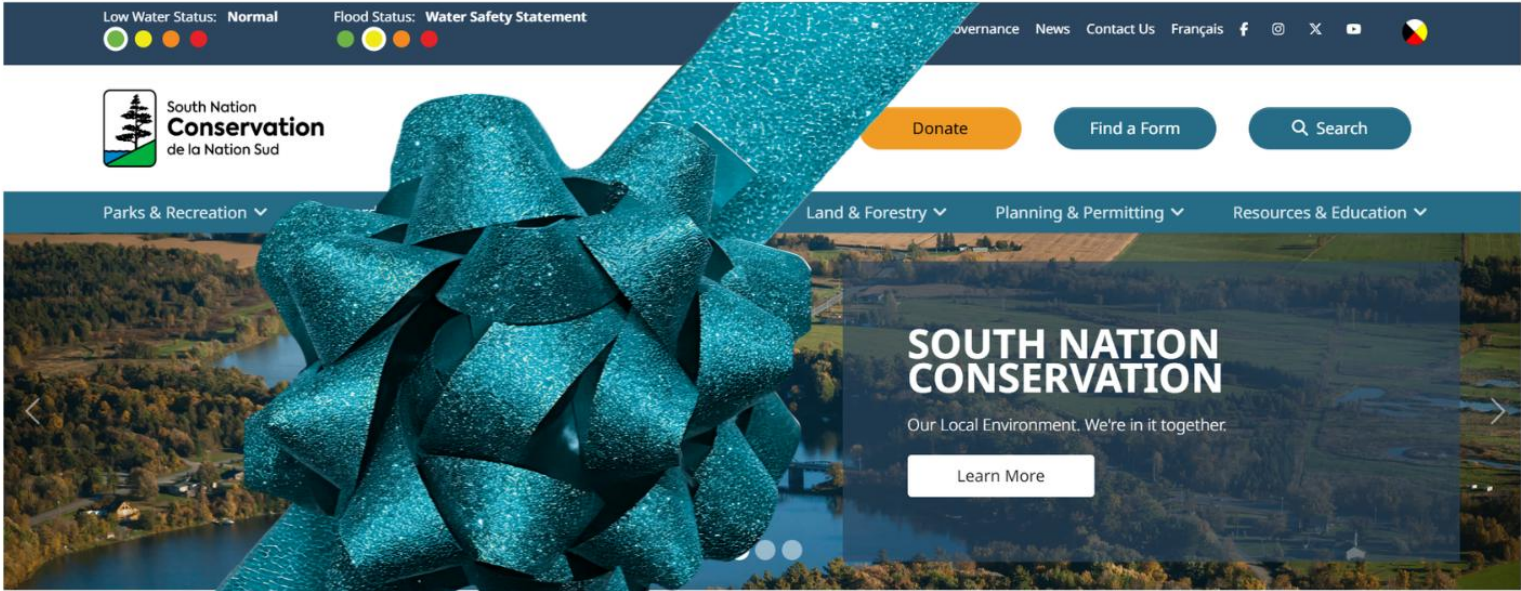 Low Water Status: Normal
Flood Status: Water Safety Statement
News Contact Us Français
South Nation
Conservation
de la Nation Sud
Donate
Find a Form
Search
Parks & Recreation
Land & Forestry
Planning & Permitting
Resources & Education
SOUTH NATION
CONSERVATION
Our Local Environment. We're in it together.
Learn More